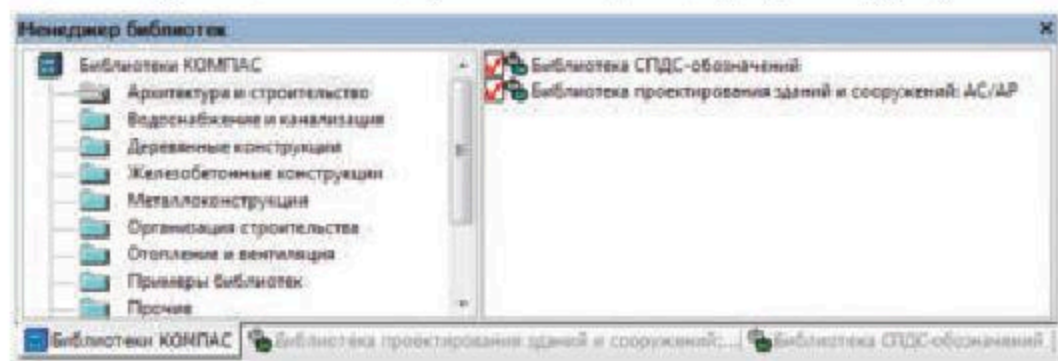 Менеджер библиотек
Библиотеки КОМПАС
Архитектура и строительство
Водоснабжение и канализация
Деревянные конструкции
Железобетонные конструкции
Металлоконструкции
Организация строительства
Отопление и вентиляция
Примеры библиотек
Прочие
Библиотека СПДС-обозначений
Библиотека проектирования зданий и сооружений: АС/АР
Библиотеки КОМПАС
Библиотека проектирования зданий и сооружений:...
Библиотека СПДС-обозначений